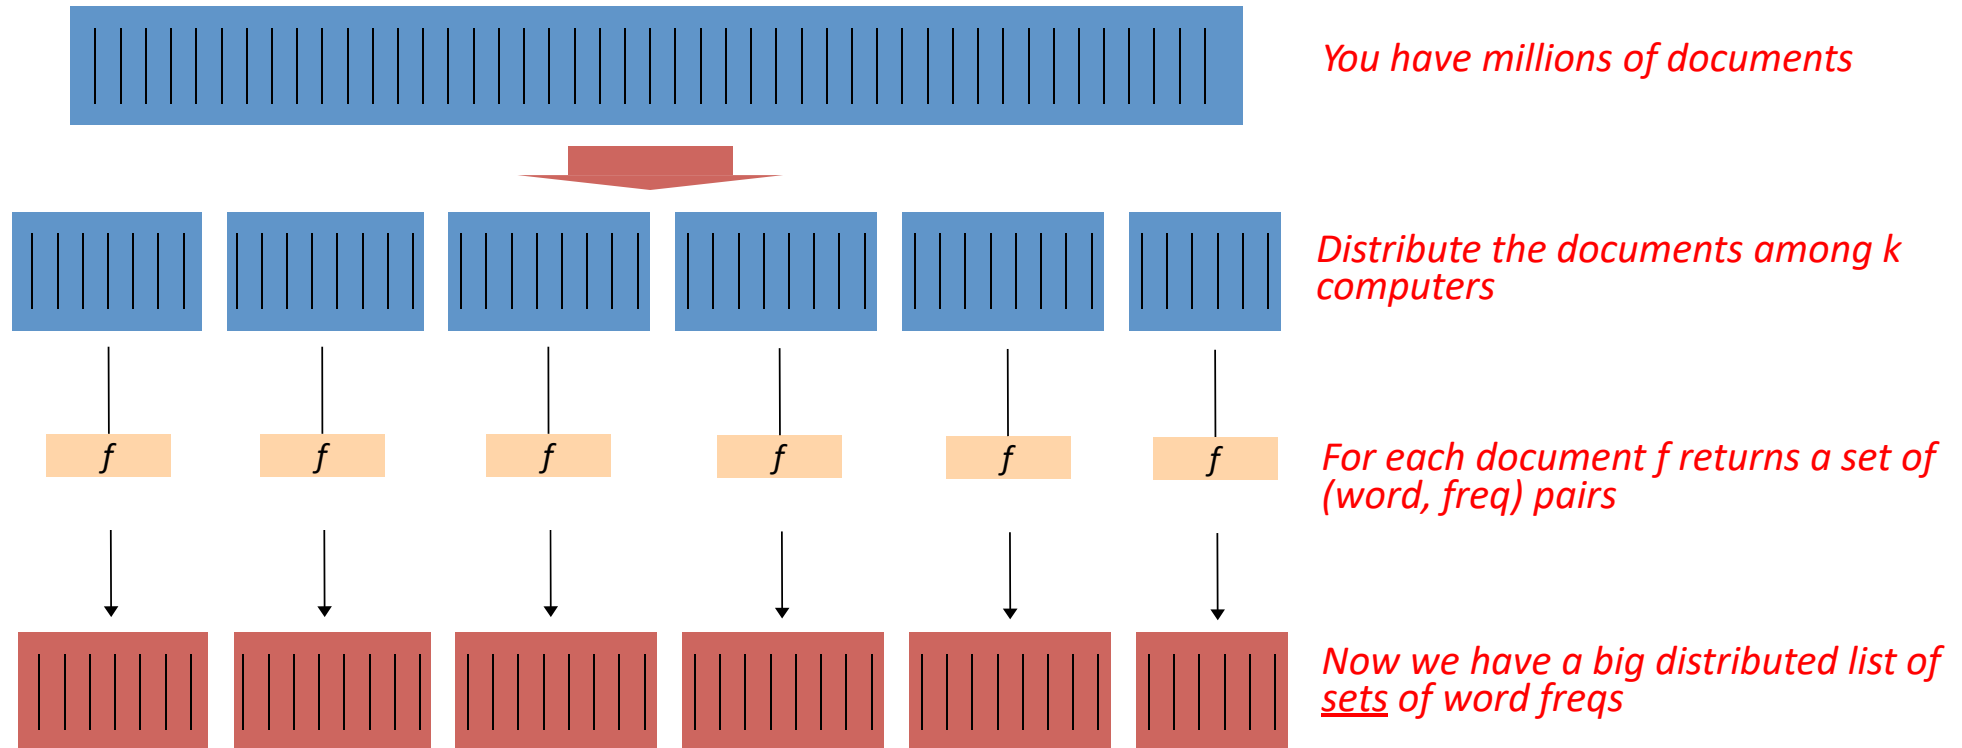 You have millions of documents
Distribute the documents among k
computers
f f f f f f
For each document f returns a set of
(word, freq) pairs
Now we have a big distributed list of
sets of word freqs